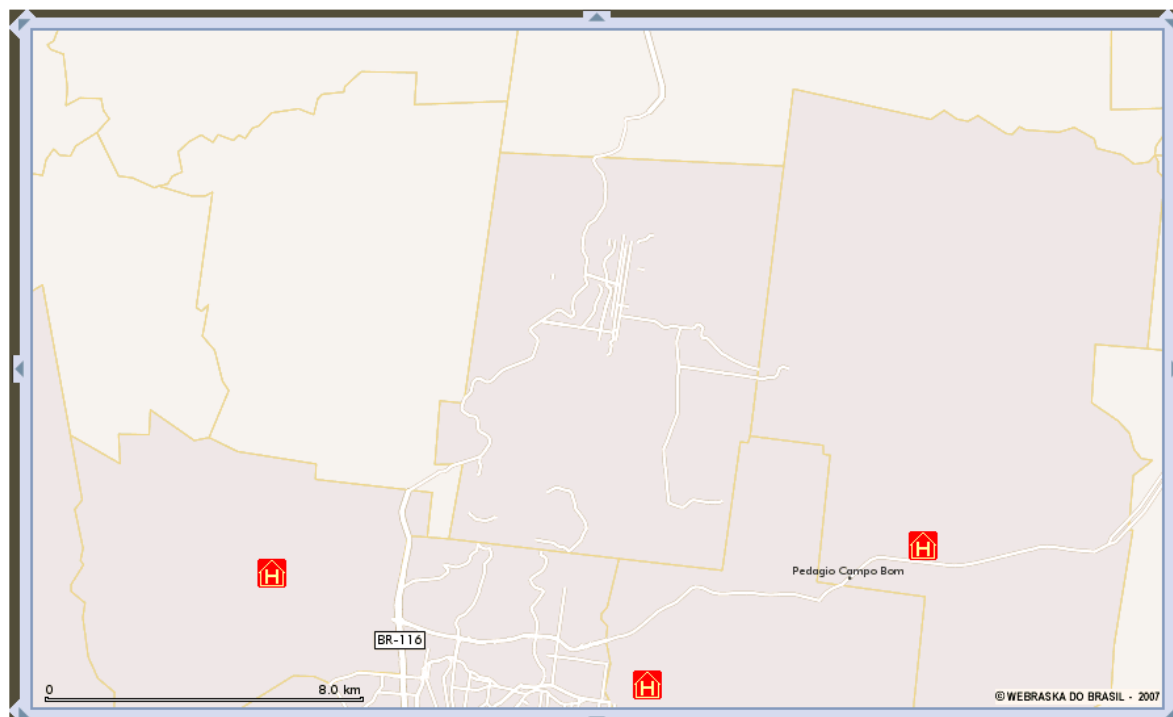 H
Pedagio Campo Bom
H
BR-116
H
0 8.0 km
© WEBRASKA DO BRASIL - 2007